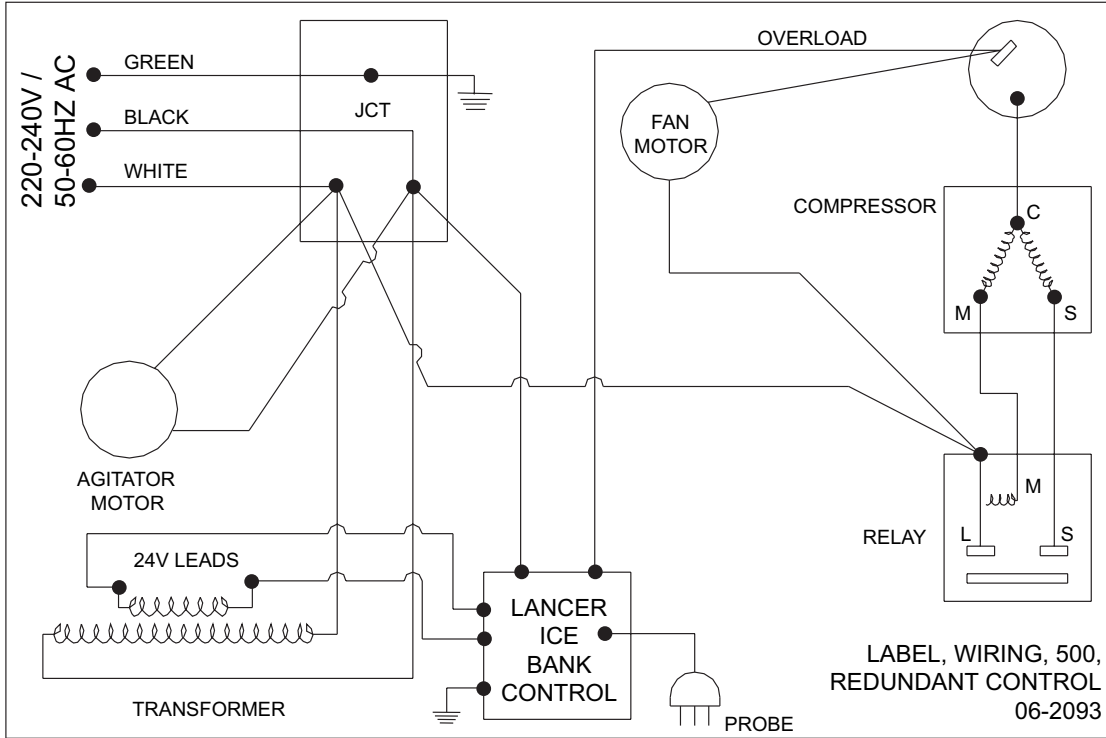 220-240V /
50-60HZ AC
GREEN
BLACK
WHITE
JCT
OVERLOAD
FAN
MOTOR
COMPRESSOR
C
M
S
AGITATOR
MOTOR
24V LEADS
TRANSFORMER
LANCER
ICE
BANK
CONTROL
PROBE
RELAY
M
L
S
LABEL, WIRING, 500,
REDUNDANT CONTROL
06-2093